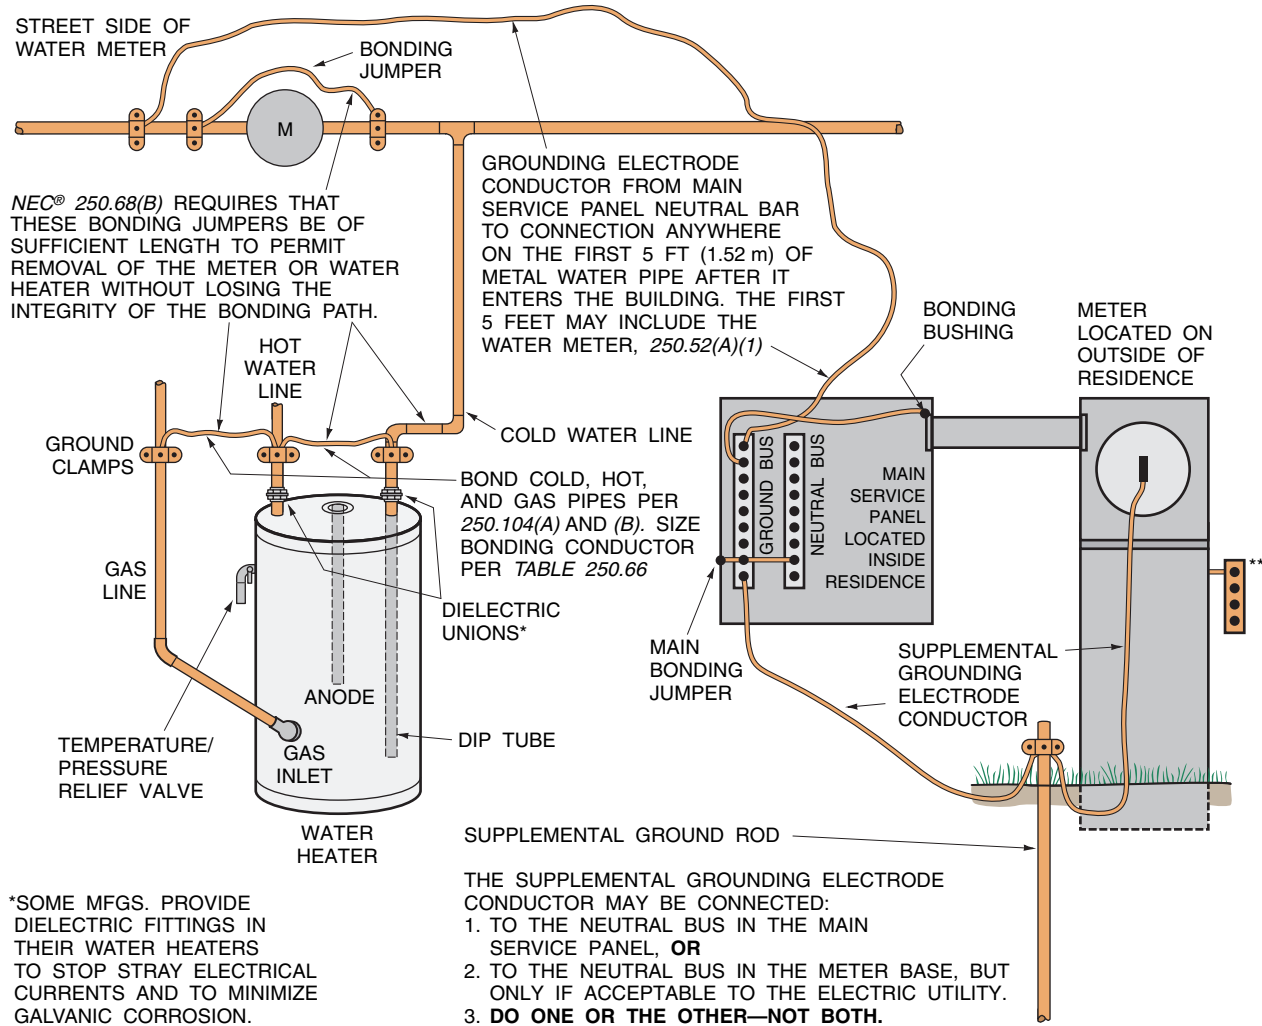 STREET SIDE OF
WATER METER
BONDING
JUMPER
M
NEC® 250.68(B) REQUIRES THAT
THESE BONDING JUMPERS BE OF
SUFFICIENT LENGTH TO PERMIT
REMOVAL OF THE METER OR WATER
HEATER WITHOUT LOSING THE
INTEGRITY OF THE BONDING PATH.
GROUNDING ELECTRODE
CONDUCTOR FROM MAIN
SERVICE PANEL NEUTRAL BAR
TO CONNECTION ANYWHERE
ON THE FIRST 5 FT (1.52 m) OF
METAL WATER PIPE AFTER IT
ENTERS THE BUILDING. THE FIRST
5 FEET MAY INCLUDE THE
WATER METER, 250.52(A)(1)
BONDING
BUSHING
METER
LOCATED ON
OUTSIDE OF
RESIDENCE
HOT
WATER
LINE
GROUND
CLAMPS
COLD WATER LINE
BOND COLD, HOT,
AND GAS PIPES PER
250.104(A) AND (B). SIZE
BONDING CONDUCTOR
PER TABLE 250.66
GROUND BUS
NEUTRAL BUS
MAIN
SERVICE
PANEL
LOCATED
INSIDE
RESIDENCE
**
GAS
LINE
DIELECTRIC
UNIONS*
MAIN
BONDING
JUMPER
SUPPLEMENTAL
GROUNDING
ELECTRODE
CONDUCTOR
ANODE
DIP TUBE
GAS
INLET
TEMPERATURE/
PRESSURE
RELIEF VALVE
WATER
HEATER
SUPPLEMENTAL GROUND ROD
*SOME MFGS. PROVIDE
DIELECTRIC FITTINGS IN
THEIR WATER HEATERS
TO STOP STRAY ELECTRICAL
CURRENTS AND TO MINIMIZE
GALVANIC CORROSION.
THE SUPPLEMENTAL GROUNDING ELECTRODE
CONDUCTOR MAY BE CONNECTED:
1. TO THE NEUTRAL BUS IN THE MAIN
SERVICE PANEL, OR
2. TO THE NEUTRAL BUS IN THE METER BASE, BUT
ONLY IF ACCEPTABLE TO THE ELECTRIC UTILITY.
3. DO ONE OR THE OTHER—NOT BOTH.